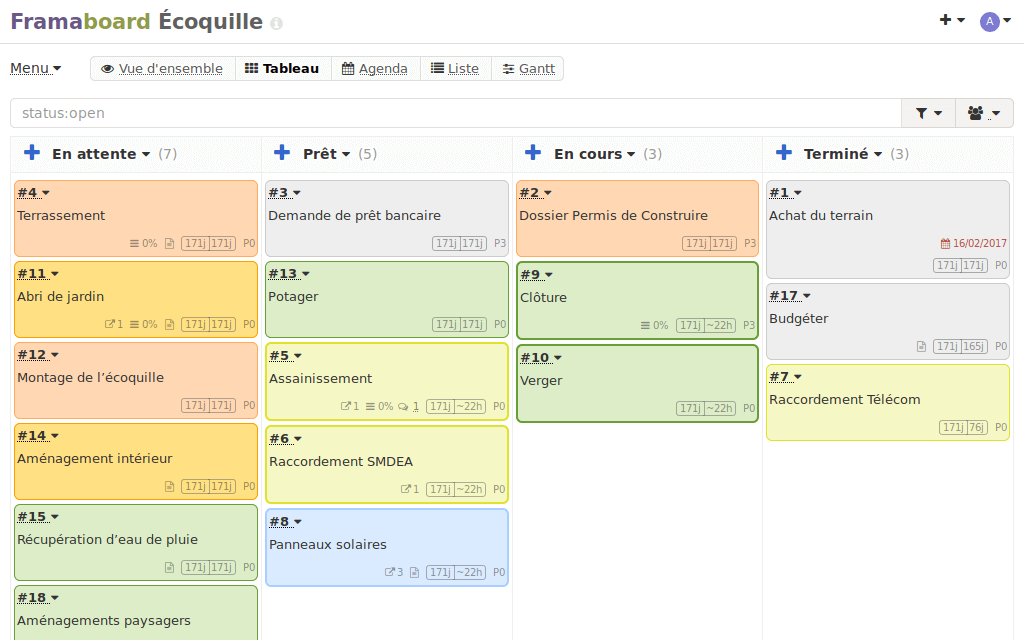 Framaboard Écoquille
A
Menu
Vue d'ensemble
Tableau
Agenda
Liste
Gantt
status:open
En attente (7)
#4
Terrassement
0% 171j 171j P0
#11
Abri de jardin
1 0% 171j 171j P0
#12
Montage de l’écoquille
171j 171j P0
#14
Aménagement intérieur
171j 171j P0
#15
Récupération d’eau de pluie
171j 171j P0
#18
Aménagements paysagers
Prêt (5)
#3
Demande de prêt bancaire
171j 171j P3
#13
Potager
171j 171j P0
#5
Assainissement
1 0% 1 171j ~22h P0
#6
Raccordement SMDEA
1 171j ~22h P0
#8
Panneaux solaires
3 171j ~22h P0
En cours (3)
#2
Dossier Permis de Construire
171j 171j P3
#9
Clôture
0% 171j ~22h P3
#10
Verger
171j ~22h P0
Terminé (3)
#1
Achat du terrain
16/02/2017
171j 171j P0
#17
Budgéter
171j 165j P0
#7
Raccordement Télécom
171j 76j P0